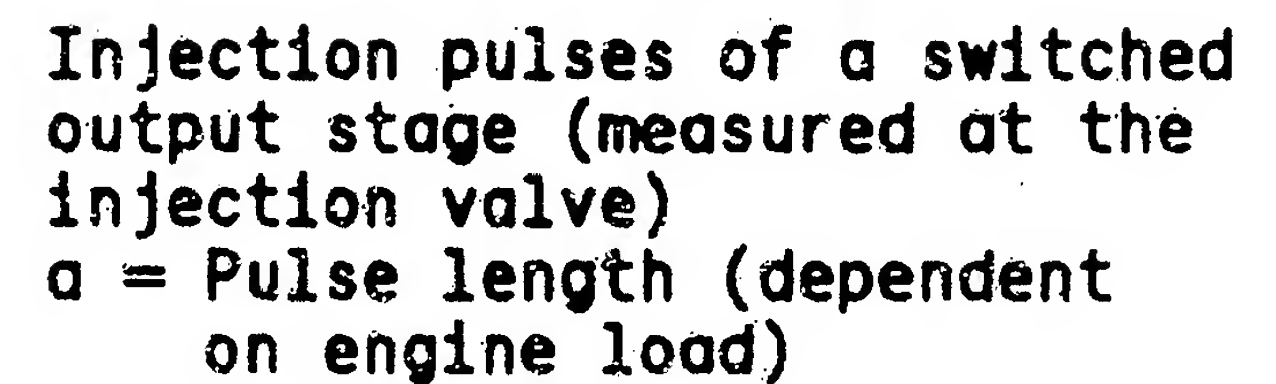 Injection pulses of a switched
output stage (measured at the
injection valve)
a = Pulse length (dependent
on engine load)